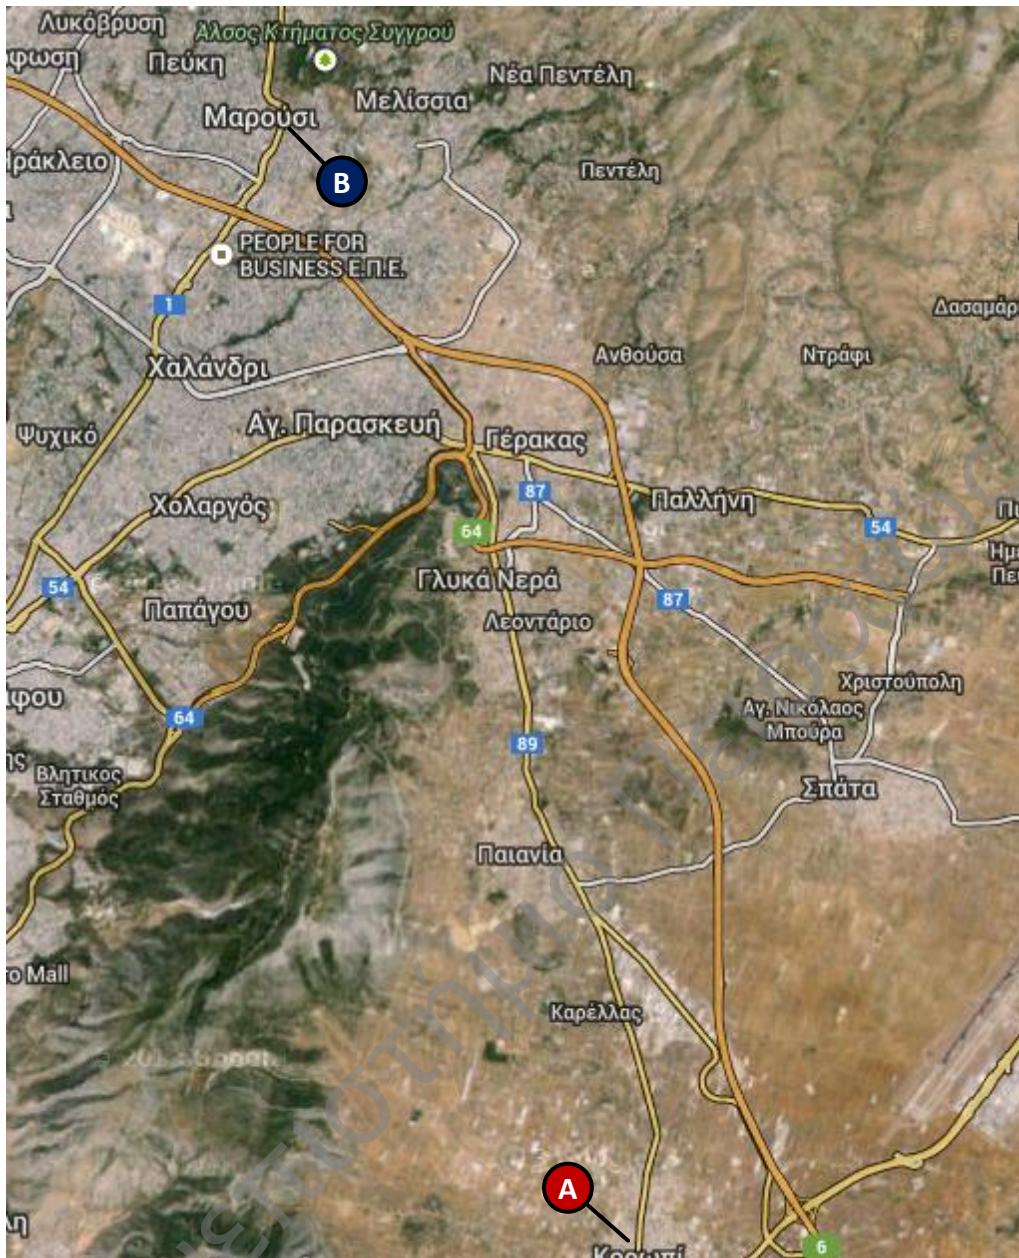 Λυκόβρυση
Άλσος Κτήματος Συγγρού
Πεύκη
Νέα Πεντέλη
Μελίσσια
Μαρούσι
Ηράκλειο
Πεντέλη
B
PEOPLE FOR
BUSINESS Ε.Π.Ε.
1
Ανθούσα
Ντράφι
Χαλάνδρι
Αγ. Παρασκευή
Ψυχικό
Γέρακας
87
Παλλήνη
Χολαργός
64
54
54
Γλυκά Νερά
87
Παπάγου
Λεοντάριο
Χριστούπολη
64
Αγ. Νικόλαος
Μπούρα
89
Βλητικος
Σταθμός
Σπάτα
Παιανία
Mall
Καρέλλας
A
Κορωπί
6